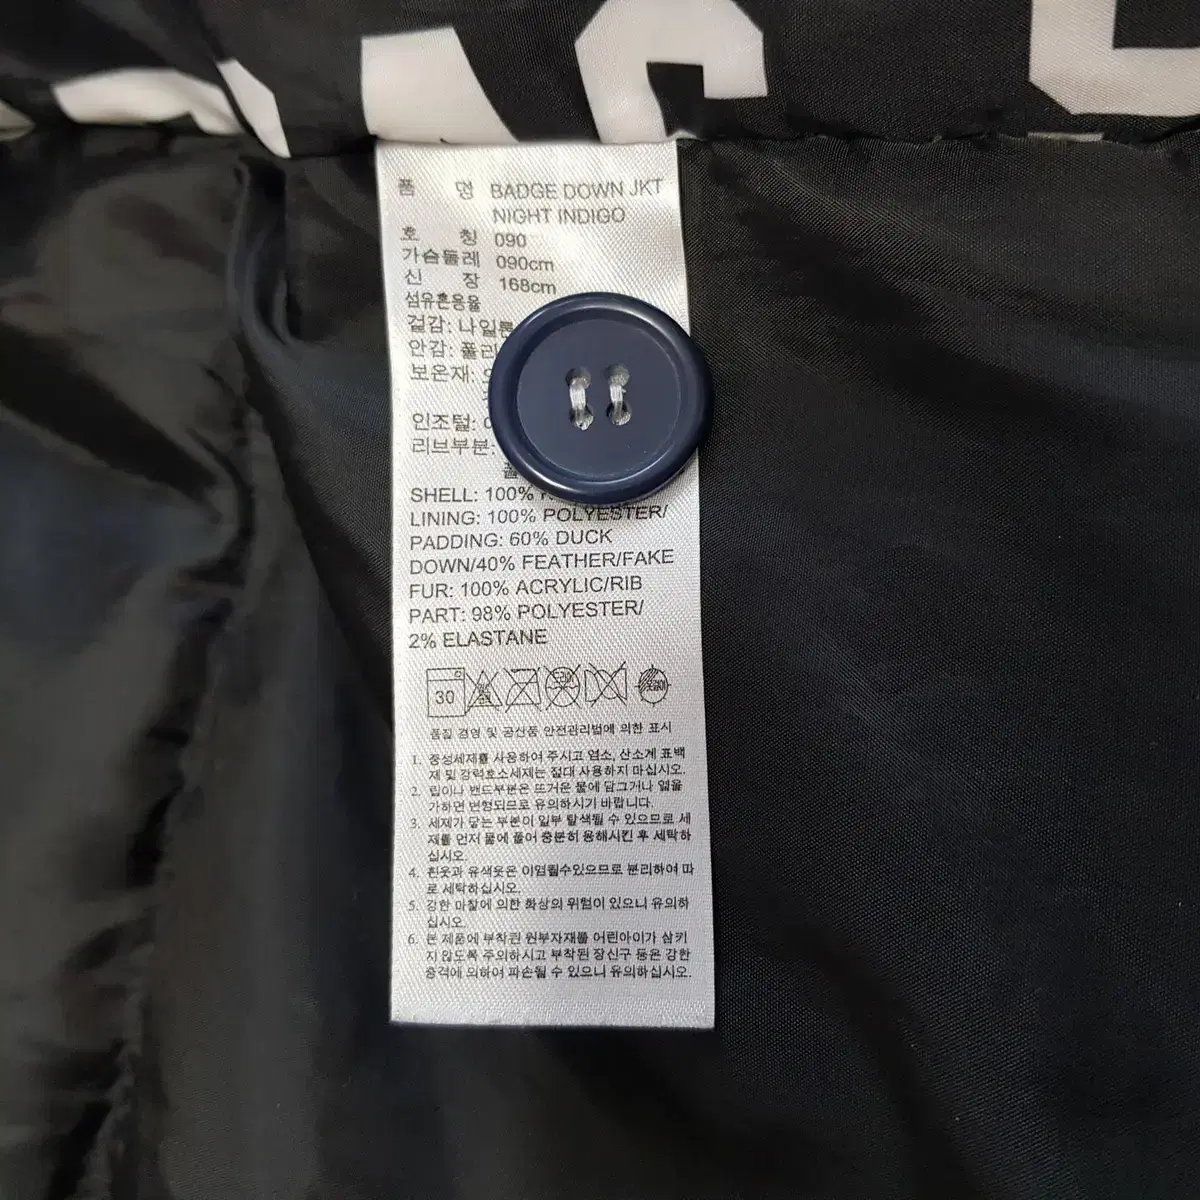 품 명 BADGE DOWN JKT
NIGHT INDIGO
호 칭 090
가슴둘레 090cm
신 장 168cm
섬유혼용율
겉감: 나일론
안감:
보온재:
인조털:
리브부분:
SHELL: 100%
LINING: 100% POLYESTER/
PADDING: 60% DUCK
DOWN/40% FEATHER/FAKE
FUR: 100% ACRYLIC/RIB
PART: 98% POLYESTER/
2% ELASTANE
30
품질 경영 및 공산품 안전관리법에 의한 표시
1. 중성세제를 사용하여 주시고 염소, 산소계 표백
제 및 강력효소세제는 절대 사용하지 마십시오.
2. 립이나 밴드부분은 뜨거운 물에 담그거나 열을
가하면 변형되므로 유의하시기 바랍니다.
3. 세제가 닿는 부분이 일부 탈색될 수 있으므로 세
제를 먼저 물에 풀어 충분히 용해시킨 후 세탁하
십시오.
4. 흰옷과 유색옷은 이염될수있으므로 분리하여 따
로 세탁하십시오.
5. 강한 마찰에 의한 화상의 위험이 있으니 유의하
십시오.
6. 본 제품에 부착된 원부자재를 어린아이가 삼키
지 않도록 주의하시고 부착된 장신구 등은 강한
충격에 의하여 파손될 수 있으니 유의하십시오.